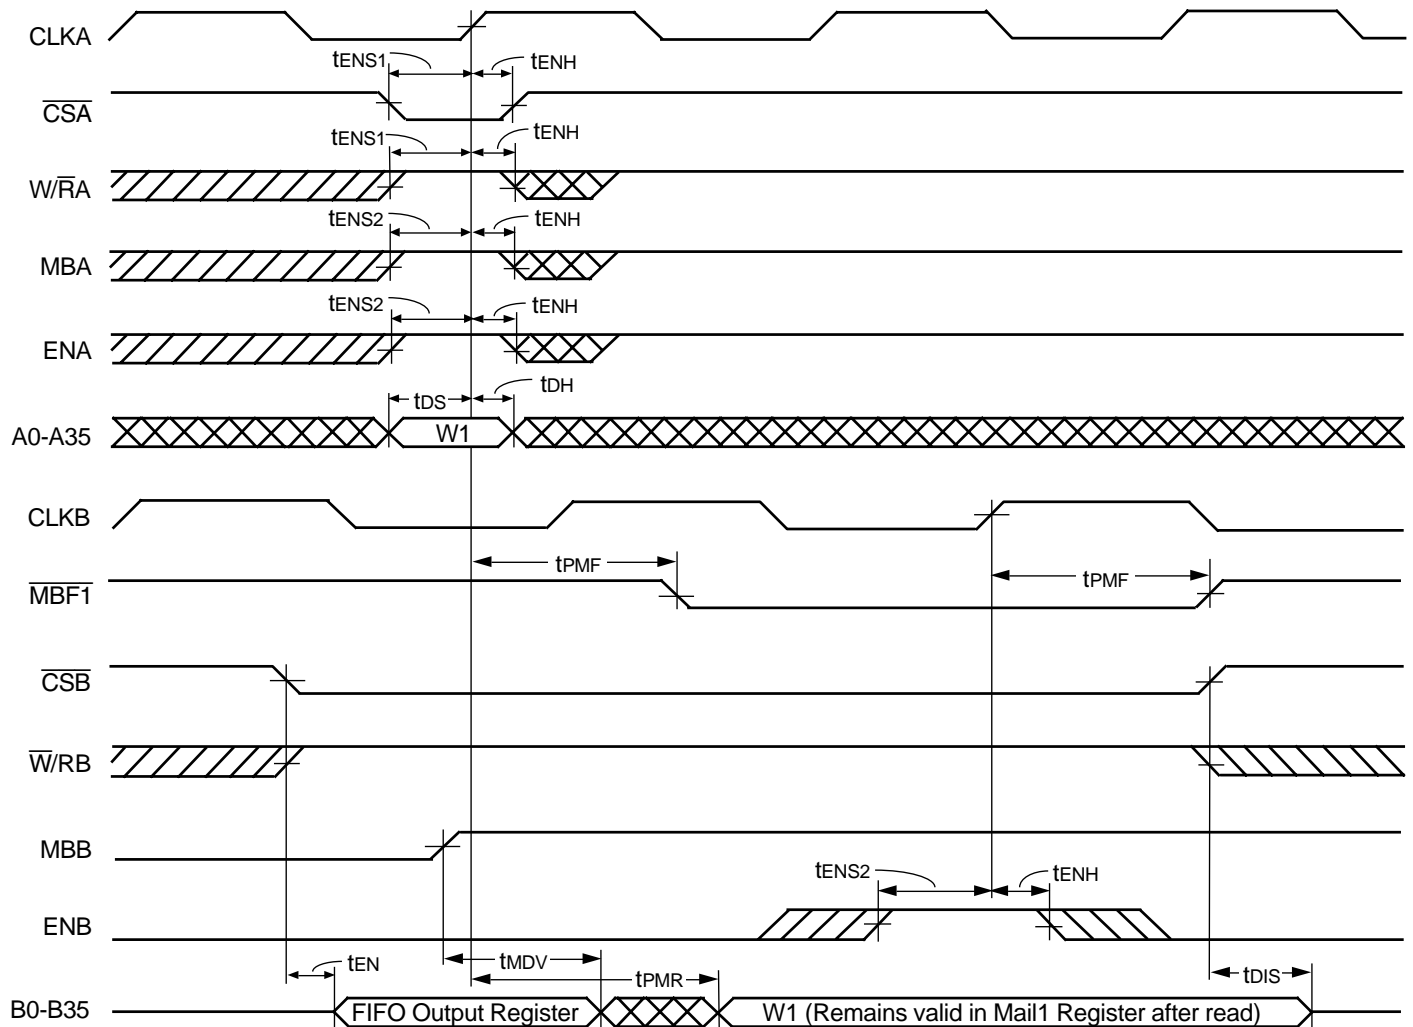 CLKA
tENS1
tENH
CSA
tENS1
tENH
W/RA
tENS2
tENH
MBA
tENS2
tENH
ENA
tDS
tDH
A0-A35
W1
CLKB
tPMF
tPMF
MBF1
CSB
W/RB
MBB
tENS2
tENH
ENB
tEN
tMDV
tPMR
tDIS
B0-B35
FIFO Output Register
W1 (Remains valid in Mail1 Register after read)